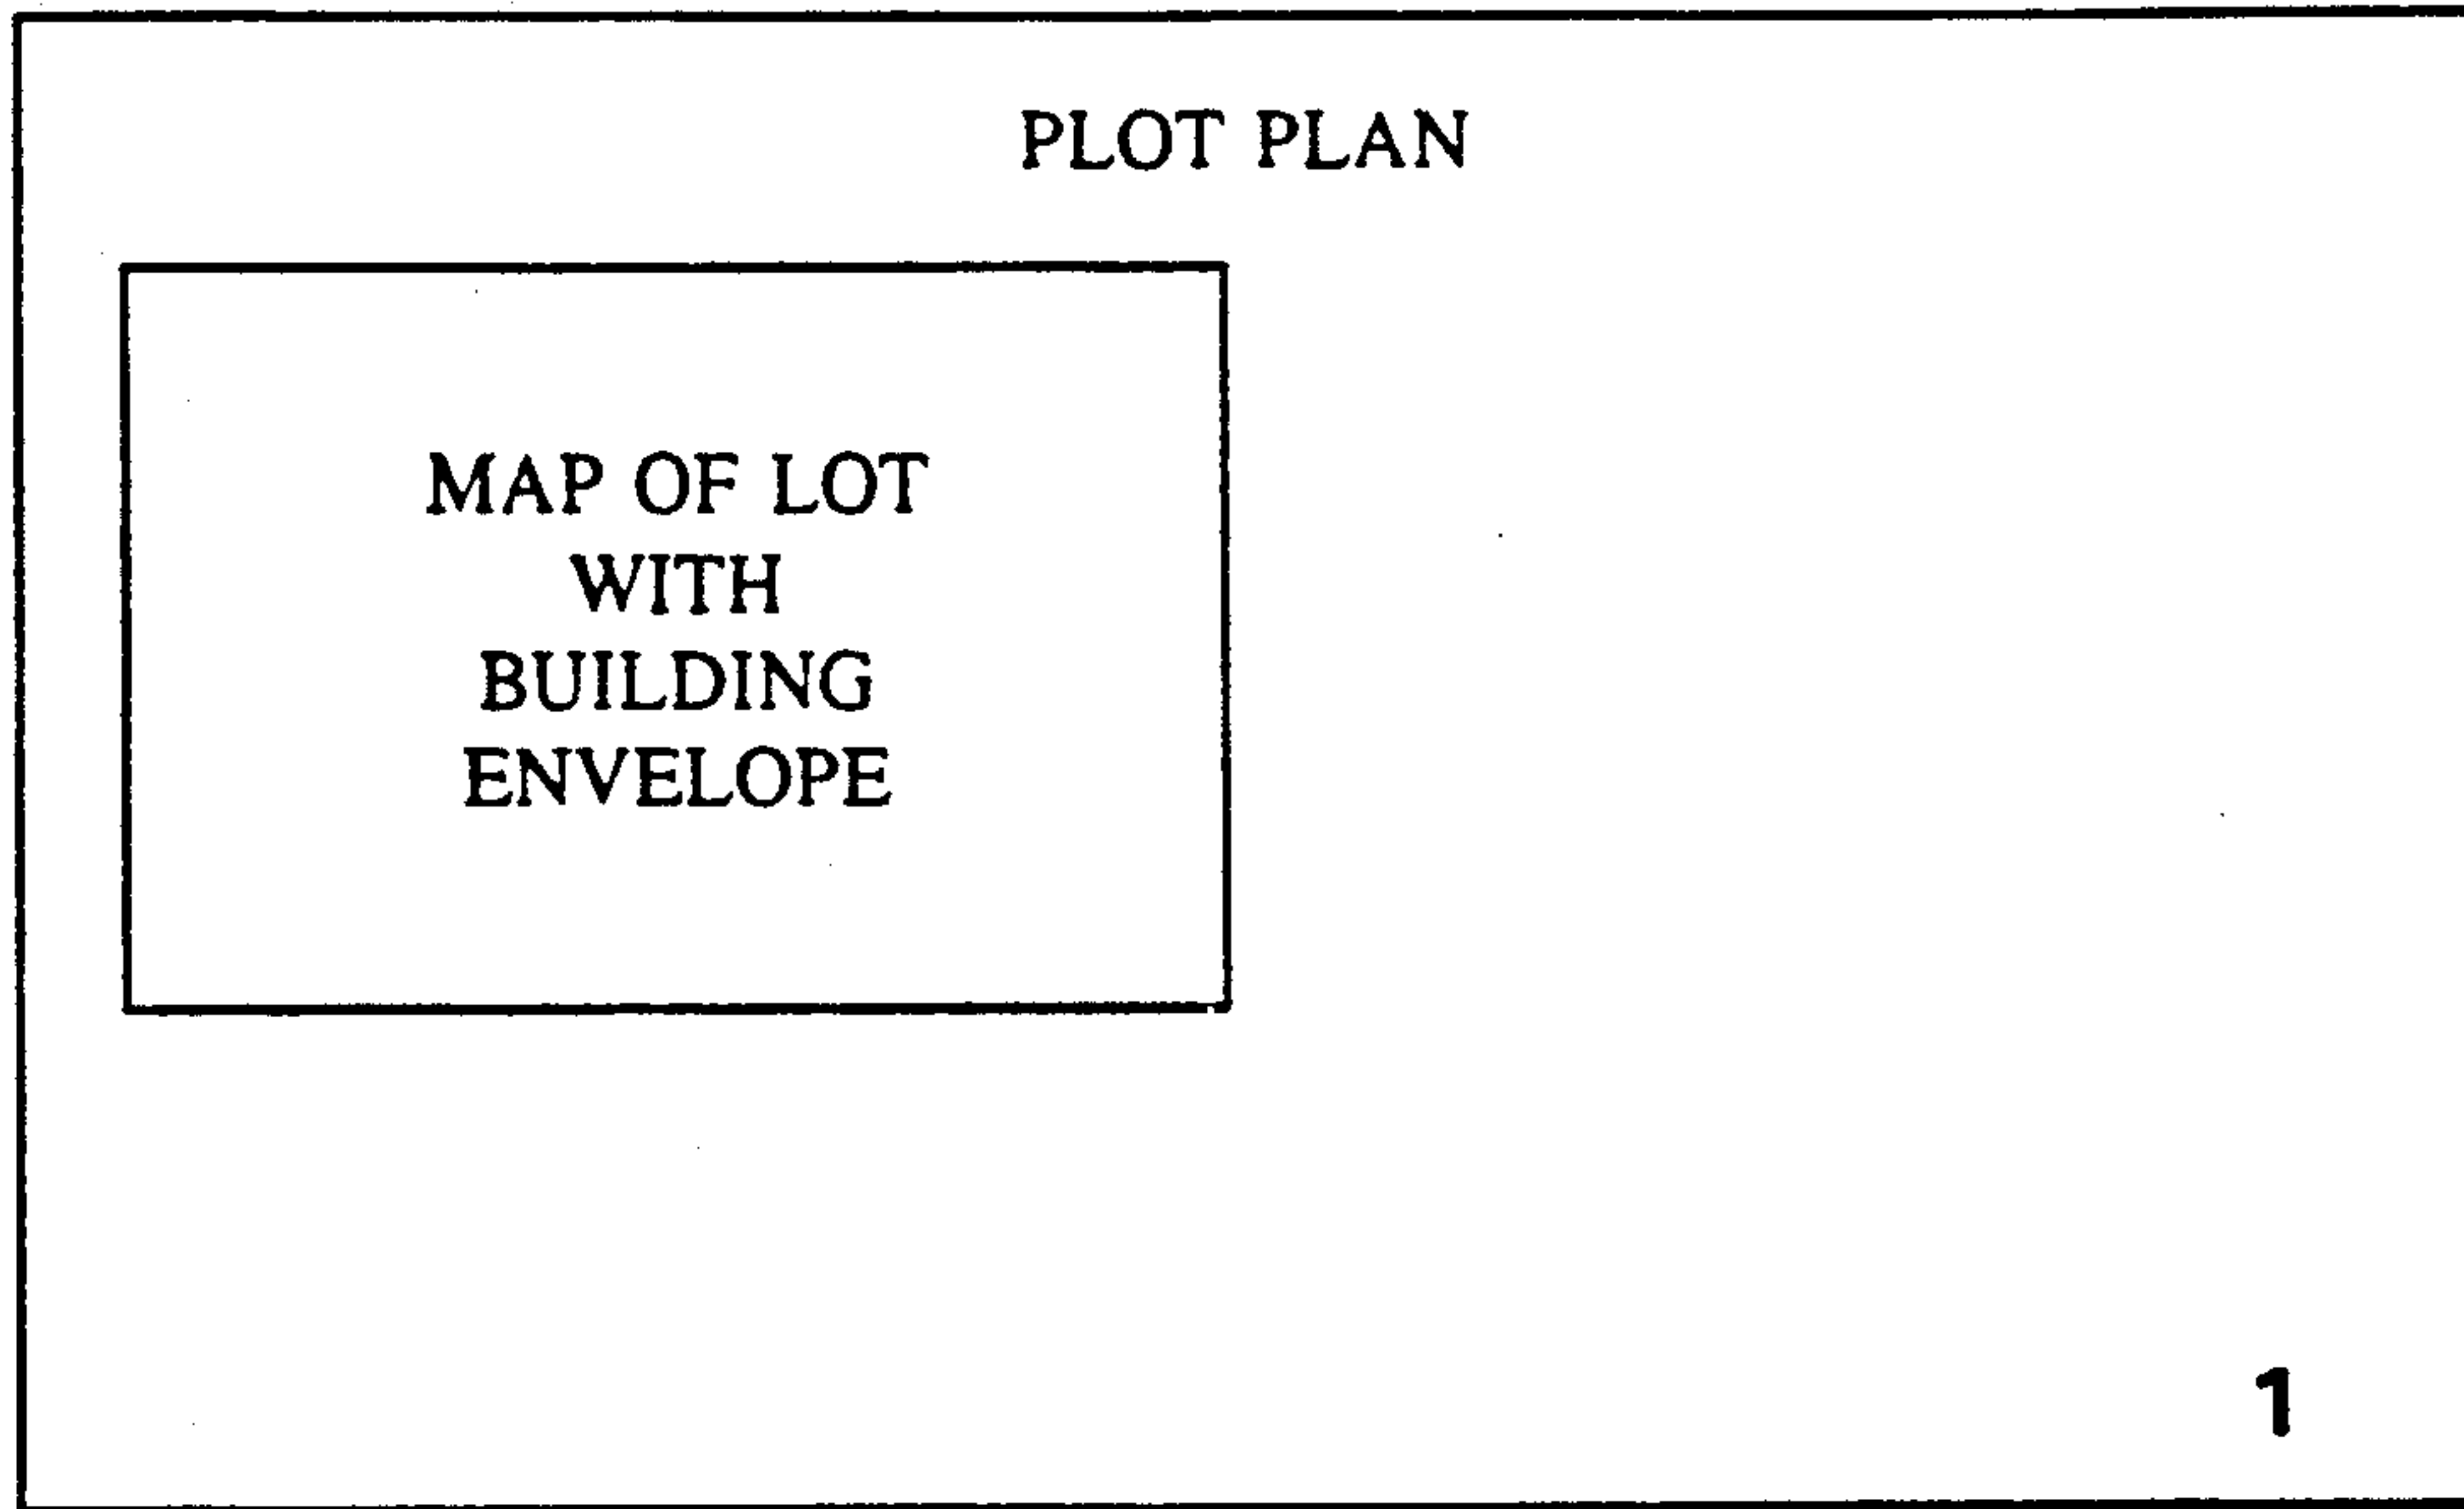 PLOT PLAN
MAP OF LOT
WITH
BUILDING
ENVELOPE
1